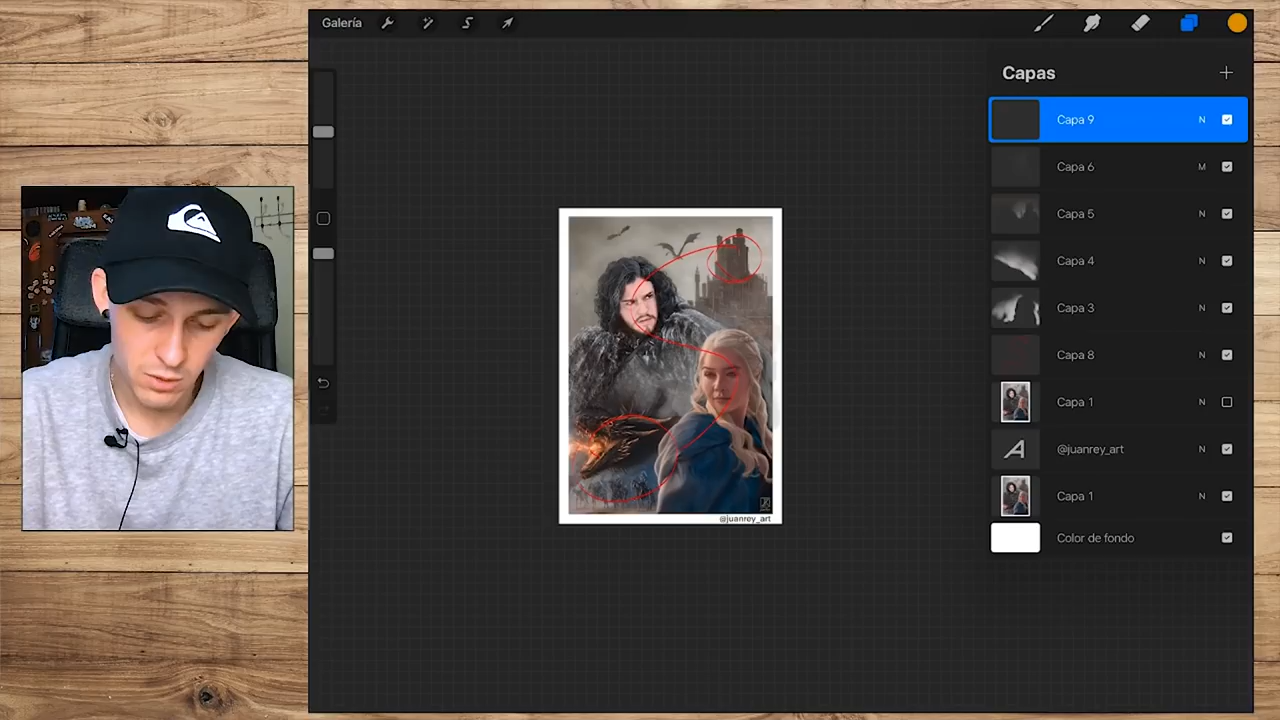 Galería
Capas
Capa 9 N
Capa 6 M
Capa 5 N
Capa 4 N
Capa 3 N
Capa 8 N
Capa 1 N
@juanrey_art N
Capa 1 N
Color de fondo
@juanrey_art